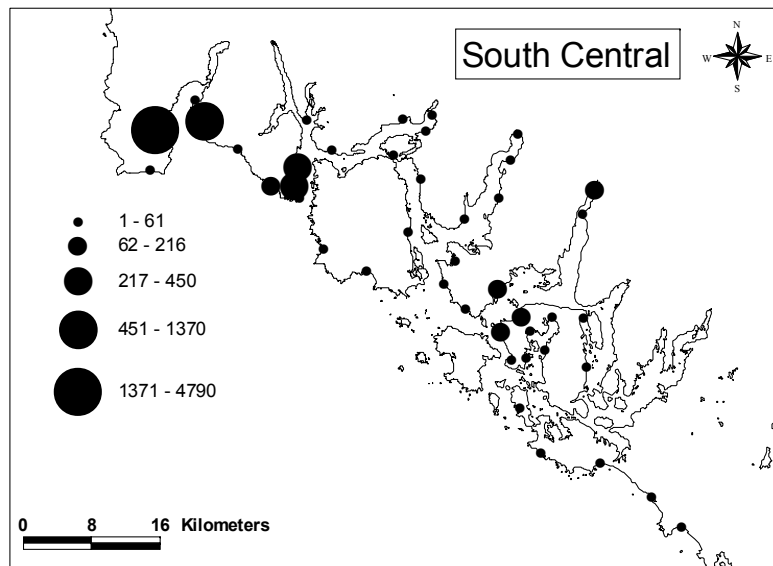 South Central
N
W E
S
1 - 61
62 - 216
217 - 450
451 - 1370
1371 - 4790
0 8 16 Kilometers